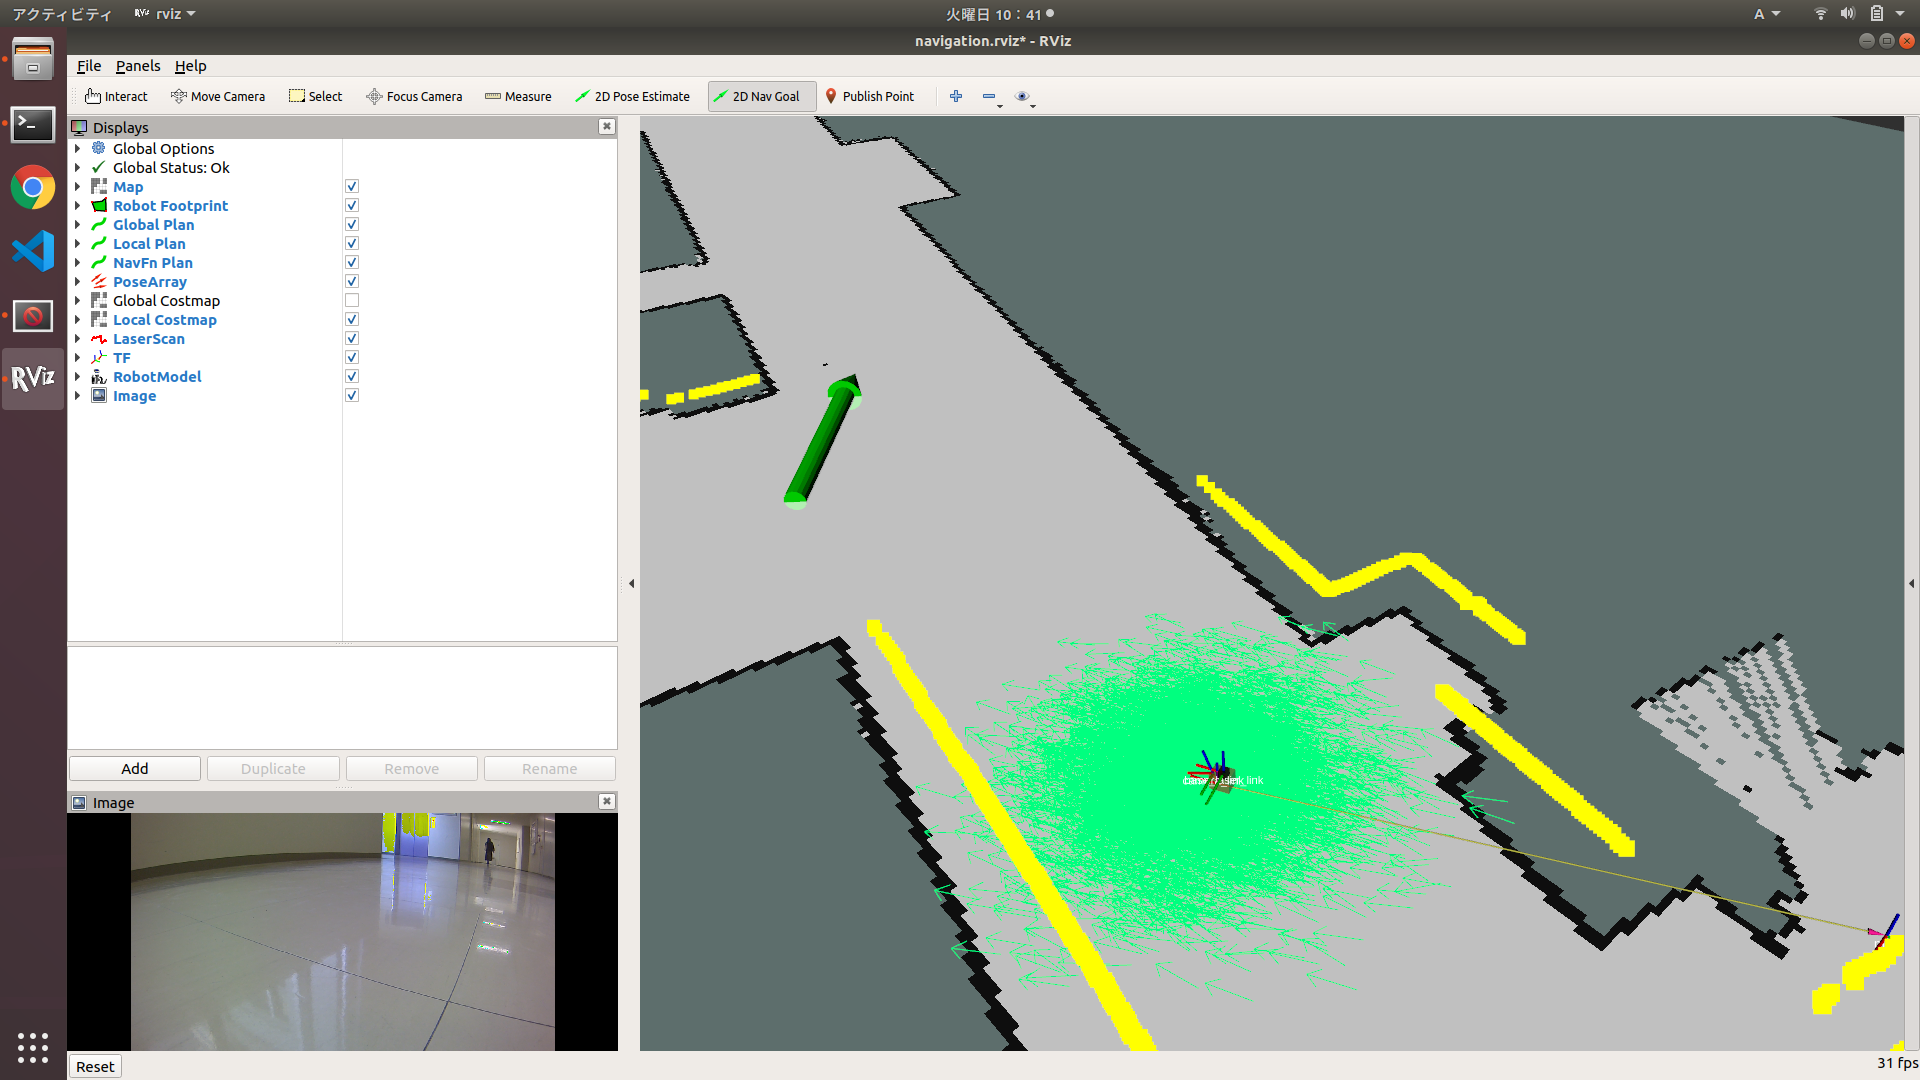 アクティビティ
RViz rviz
火曜日 10：41
A
navigation.rviz* - RViz
File Panels Help
Interact Move Camera Select Focus Camera Measure 2D Pose Estimate 2D Nav Goal Publish Point
Displays
Global Options
Global Status: Ok
Map
Robot Footprint
Global Plan
Local Plan
NavFn Plan
PoseArray
Global Costmap
Local Costmap
LaserScan
TF
RobotModel
Image
RViz
Add Duplicate Remove Rename
Image
Reset
31 fps